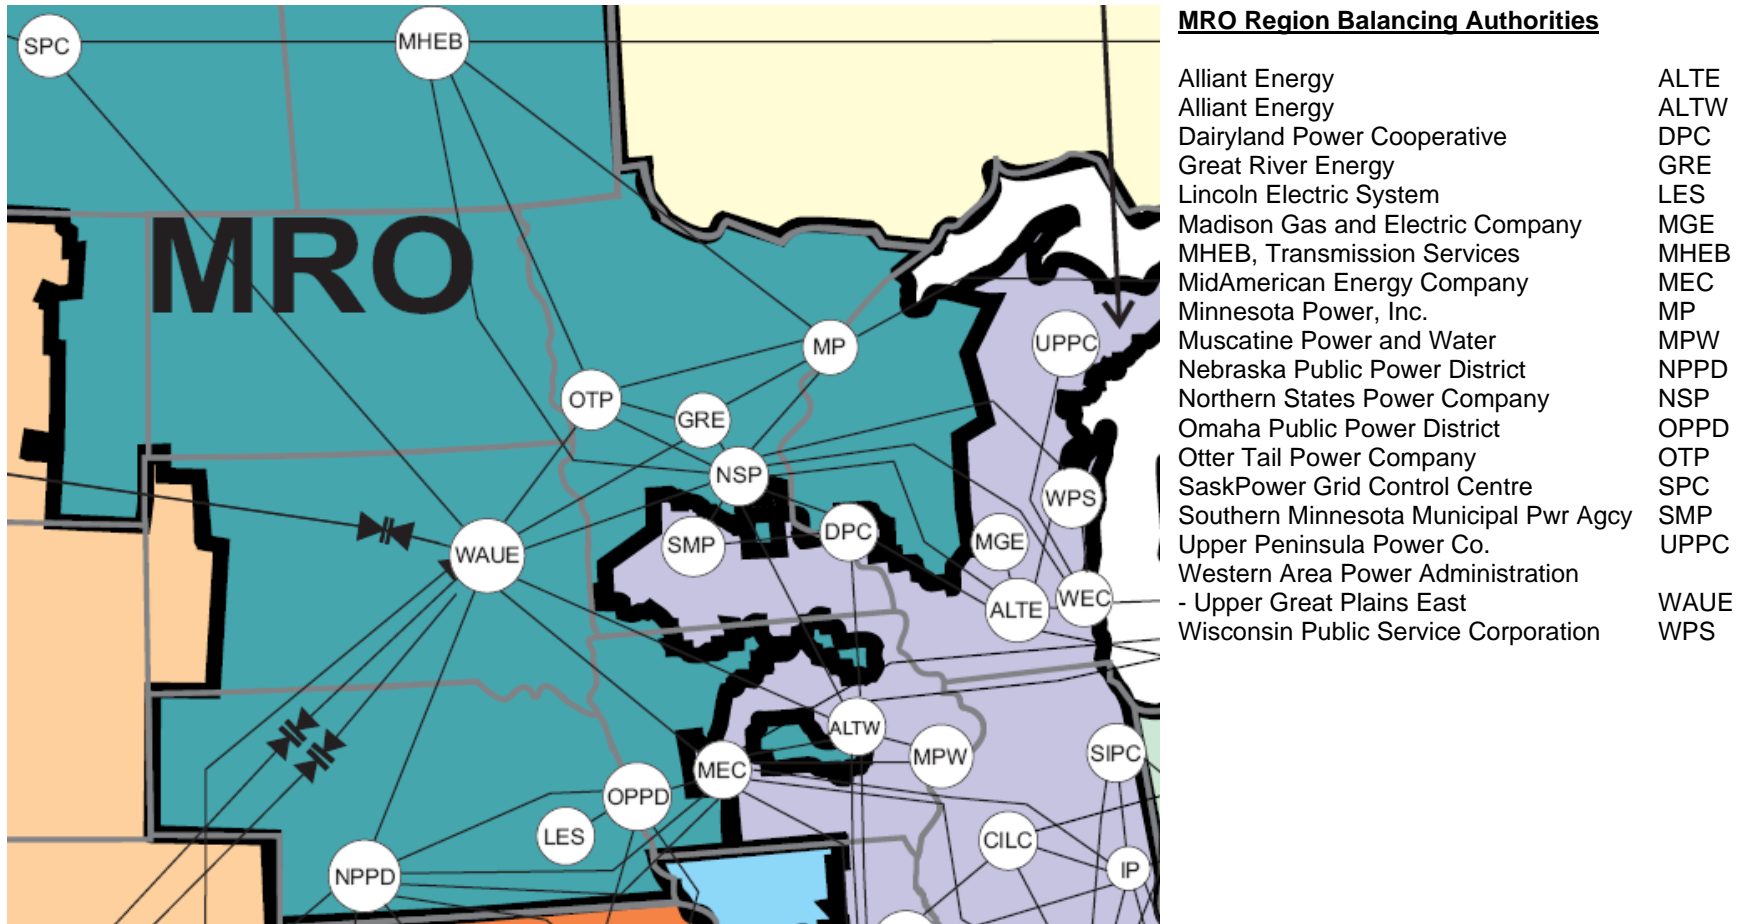 SPC
MHEB
MRO
MP
UPPC
OTP
GRE
NSP
WPS
WAUE
SMP
DPC
MGE
ALTE
WEC
ALTW
MPW
SIPC
MEC
OPPD
LES
CILC
NPPD
IP
MRO Region Balancing Authorities
Alliant Energy ALTE
Alliant Energy ALTW
Dairyland Power Cooperative DPC
Great River Energy GRE
Lincoln Electric System LES
Madison Gas and Electric Company MGE
MHEB, Transmission Services MHEB
MidAmerican Energy Company MEC
Minnesota Power, Inc. MP
Muscatine Power and Water MPW
Nebraska Public Power District NPPD
Northern States Power Company NSP
Omaha Public Power District OPPD
Otter Tail Power Company OTP
SaskPower Grid Control Centre SPC
Southern Minnesota Municipal Pwr Agcy SMP
Upper Peninsula Power Co. UPPC
Western Area Power Administration
- Upper Great Plains East WAUE
Wisconsin Public Service Corporation WPS